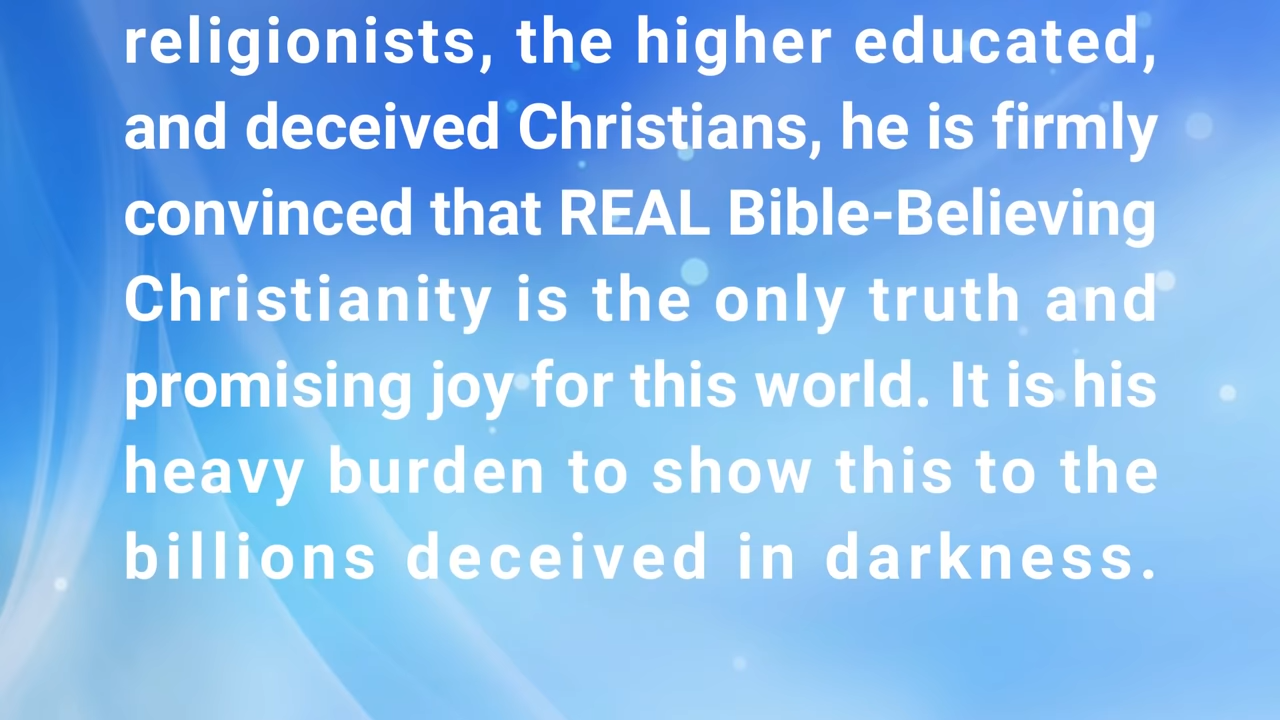 religionists, the higher educated,
and deceived Christians, he is firmly
convinced that REAL Bible-Believing
Christianity is the only truth and
promising joy for this world. It is his
heavy burden to show this to the
billions deceived in darkness.